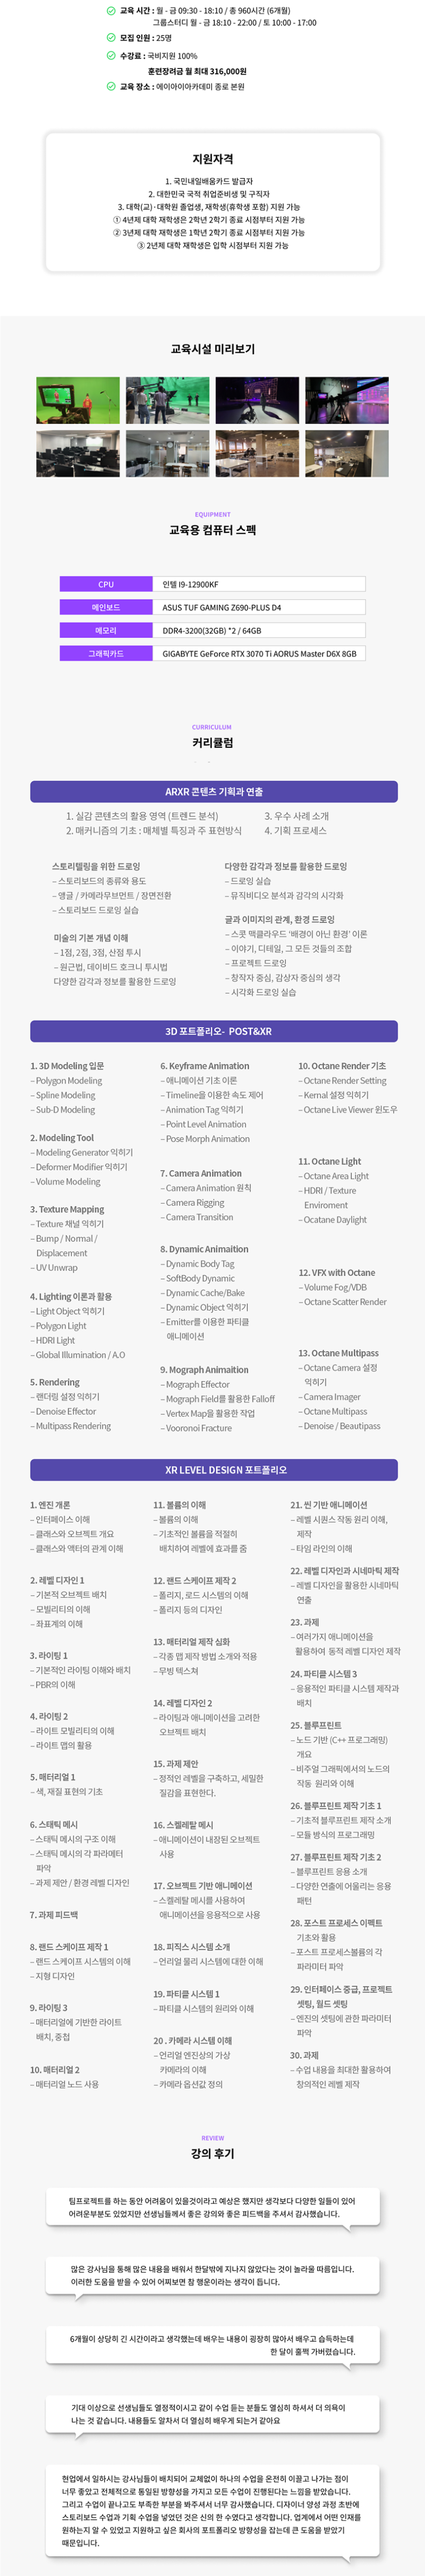 교육 시간 : 월 - 금 09:30 - 18:10 / 총 960시간 (6개월)
그룹스터디 월 - 금 18:10 - 22:00 / 토 10:00 - 17:00
모집 인원 : 25명
수강료 : 국비지원 100%
훈련장려금 월 최대 316,000원
교육 장소 : 에이아이아카데미 종로 본원
지원자격
1. 국민내일배움카드 발급자
2. 대한민국 국적 취업준비생 및 구직자
3. 대학(교)·대학원 졸업생, 재학생(휴학생 포함) 지원 가능
① 4년제 대학 재학생은 2학년 2학기 종료 시점부터 지원 가능
② 3년제 대학 재학생은 1학년 2학기 종료 시점부터 지원 가능
③ 2년제 대학 재학생은 입학 시점부터 지원 가능
교육시설 미리보기
EQUIPMENT
교육용 컴퓨터 스펙
CPU 인텔 I9-12900KF
메인보드 ASUS TUF GAMING Z690-PLUS D4
메모리 DDR4-3200(32GB) *2 / 64GB
그래픽카드 GIGABYTE GeForce RTX 3070 Ti AORUS Master D6X 8GB
CURRICULUM
커리큘럼
ARXR 콘텐츠 기획과 연출
1. 실감 콘텐츠의 활용 영역 (트렌드 분석)
2. 매커니즘의 기초 : 매체별 특징과 주 표현방식
3. 우수 사례 소개
4. 기획 프로세스
스토리텔링을 위한 드로잉
– 스토리보드의 종류와 용도
– 앵글 / 카메라무브먼트 / 장면전환
– 스토리보드 드로잉 실습
미술의 기본 개념 이해
– 1점, 2점, 3점, 산점 투시
– 원근법, 데이비드 호크니 투시법
다양한 감각과 정보를 활용한 드로잉
다양한 감각과 정보를 활용한 드로잉
– 드로잉 실습
– 뮤직비디오 분석과 감각의 시각화
글과 이미지의 관계, 환경 드로잉
– 스콧 맥클라우드 '배경이 아닌 환경' 이론
– 이야기, 디테일, 그 모든 것들의 조합
– 프로젝트 드로잉
– 창작자 중심, 감상자 중심의 생각
– 시각화 드로잉 실습
3D 포트폴리오- POST&XR
1. 3D Modeling 입문
– Polygon Modeling
– Spline Modeling
– Sub-D Modeling
2. Modeling Tool
– Modeling Generator 익히기
– Deformer Modifier 익히기
– Volume Modeling
3. Texture Mapping
– Texture 채널 익히기
– Bump / Normal /
Displacement
– UV Unwrap
4. Lighting 이론과 활용
– Light Object 익히기
– Polygon Light
– HDRI Light
– Global Illumination / A.O
5. Rendering
– 랜더링 설정 익히기
– Denoise Effector
– Multipass Rendering
6. Keyframe Animation
– 애니메이션 기초 이론
– Timeline을 이용한 속도 제어
– Animation Tag 익히기
– Point Level Animation
– Pose Morph Animation
7. Camera Animation
– Camera Animation 원칙
– Camera Rigging
– Camera Transition
8. Dynamic Animaition
– Dynamic Body Tag
– SoftBody Dynamic
– Dynamic Cache/Bake
– Dynamic Object 익히기
– Emitter를 이용한 파티클
애니메이션
9. Mograph Animaition
– Mograph Effector
– Mograph Field를 활용한 Falloff
– Vertex Map을 활용한 작업
– Vooronoi Fracture
10. Octane Render 기초
– Octane Render Setting
– Kernal 설정 익히기
– Octane Live Viewer 윈도우
11. Octane Light
– Octane Area Light
– HDRI / Texture
Enviroment
– Ocatane Daylight
12. VFX with Octane
– Volume Fog/VDB
– Octane Scatter Render
13. Octane Multipass
– Octane Camera 설정
익히기
– Camera Imager
– Octane Multipass
– Denoise / Beautipass
XR LEVEL DESIGN 포트폴리오
1. 엔진 개론
– 인터페이스 이해
– 클래스와 오브젝트 개요
– 클래스와 액터의 관계 이해
2. 레벨 디자인 1
– 기본적 오브젝트 배치
– 모빌리티의 이해
– 좌표계의 이해
3. 라이팅 1
– 기본적인 라이팅 이해와 배치
– PBR의 이해
4. 라이팅 2
– 라이트 모빌리티의 이해
– 라이트 맵의 활용
5. 매터리얼 1
– 색, 재질 표현의 기초
6. 스태틱 메시
– 스태틱 메시의 구조 이해
– 스태틱 메시의 각 파라메터
파악
– 과제 제안 / 환경 레벨 디자인
7. 과제 피드백
8. 랜드 스케이프 제작 1
– 랜드 스케이프 시스템의 이해
– 지형 디자인
9. 라이팅 3
– 매터리얼에 기반한 라이트
배치, 중첩
10. 매터리얼 2
– 매터리얼 노드 사용
11. 볼륨의 이해
– 볼륨의 이해
– 기초적인 볼륨을 적절히
배치하여 레벨에 효과를 줌
12. 랜드 스케이프 제작 2
– 폴리지, 로드 시스템의 이해
– 폴리지 등의 디자인
13. 매터리얼 제작 심화
– 각종 맵 제작 방법 소개와 적용
– 무빙 텍스쳐
14. 레벨 디자인 2
– 라이팅과 애니메이션을 고려한
오브젝트 배치
15. 과제 제안
– 정적인 레벨을 구축하고, 세밀한
질감을 표현한다.
16. 스켈레탈 메시
– 애니메이션이 내장된 오브젝트
사용
17. 오브젝트 기반 애니메이션
– 스켈레탈 메시를 사용하여
애니메이션을 응용적으로 사용
18. 피직스 시스템 소개
– 언리얼 물리 시스템에 대한 이해
19. 파티클 시스템 1
– 파티클 시스템의 원리와 이해
20 . 카메라 시스템 이해
– 언리얼 엔진상의 가상
카메라의 이해
– 카메라 옵션값 정의
21. 씬 기반 애니메이션
– 레벨 시퀀스 작동 원리 이해,
제작
– 타임 라인의 이해
22. 레벨 디자인과 시네마틱 제작
– 레벨 디자인을 활용한 시네마틱
연출
23. 과제
– 여러가지 애니메이션을
활용하여 동적 레벨 디자인 제작
24. 파티클 시스템 3
– 응용적인 파티클 시스템 제작과
배치
25. 블루프린트
– 노드 기반 (C++ 프로그래밍)
개요
– 비주얼 그래픽에서의 노드의
작동 원리와 이해
26. 블루프린트 제작 기초 1
– 기초적 블루프린트 제작 소개
– 모듈 방식의 프로그래밍
27. 블루프린트 제작 기초 2
– 블루프린트 응용 소개
– 다양한 연출에 어울리는 응용
패턴
28. 포스트 프로세스 이펙트
기초와 활용
– 포스트 프로세스볼륨의 각
파라미터 파악
29. 인터페이스 중급, 프로젝트
셋팅, 월드 셋팅
– 엔진의 셋팅에 관한 파라미터
파악
30. 과제
– 수업 내용을 최대한 활용하여
창의적인 레벨 제작
REVIEW
강의 후기
팀프로젝트를 하는 동안 어려움이 있을것이라고 예상은 했지만 생각보다 다양한 일들이 있어
어려운부분도 있었지만 선생님들께서 좋은 강의와 좋은 피드백을 주셔서 감사했습니다.
많은 강사님을 통해 많은 내용을 배워서 한달밖에 지나지 않았다는 것이 놀라울 따름입니다.
이러한 도움을 받을 수 있어 어찌보면 참 행운이라는 생각이 듭니다.
6개월이 상당히 긴 시간이라고 생각했는데 배우는 내용이 굉장히 많아서 배우고 습득하는데
한 달이 훌쩍 가버렸습니다.
기대 이상으로 선생님들도 열정적이시고 같이 수업 듣는 분들도 열심히 하셔서 더 의욕이
나는 것 같습니다. 내용들도 알차서 더 열심히 배우게 되는거 같아요
현업에서 일하시는 강사님들이 배치되어 교체없이 하나의 수업을 온전히 이끌고 나가는 점이
너무 좋았고 전체적으로 통일된 방향성을 가지고 모든 수업이 진행된다는 느낌을 받았습니다.
그리고 수업이 끝나고도 부족한 부분을 봐주셔서 너무 감사했습니다. 디자이너 양성 과정 초반에
스토리보드 수업과 기획 수업을 넣었던 것은 신의 한 수였다고 생각합니다. 업계에서 어떤 인재를
원하는지 알 수 있었고 지원하고 싶은 회사의 포트폴리오 방향성을 잡는데 큰 도움을 받았기
때문입니다.